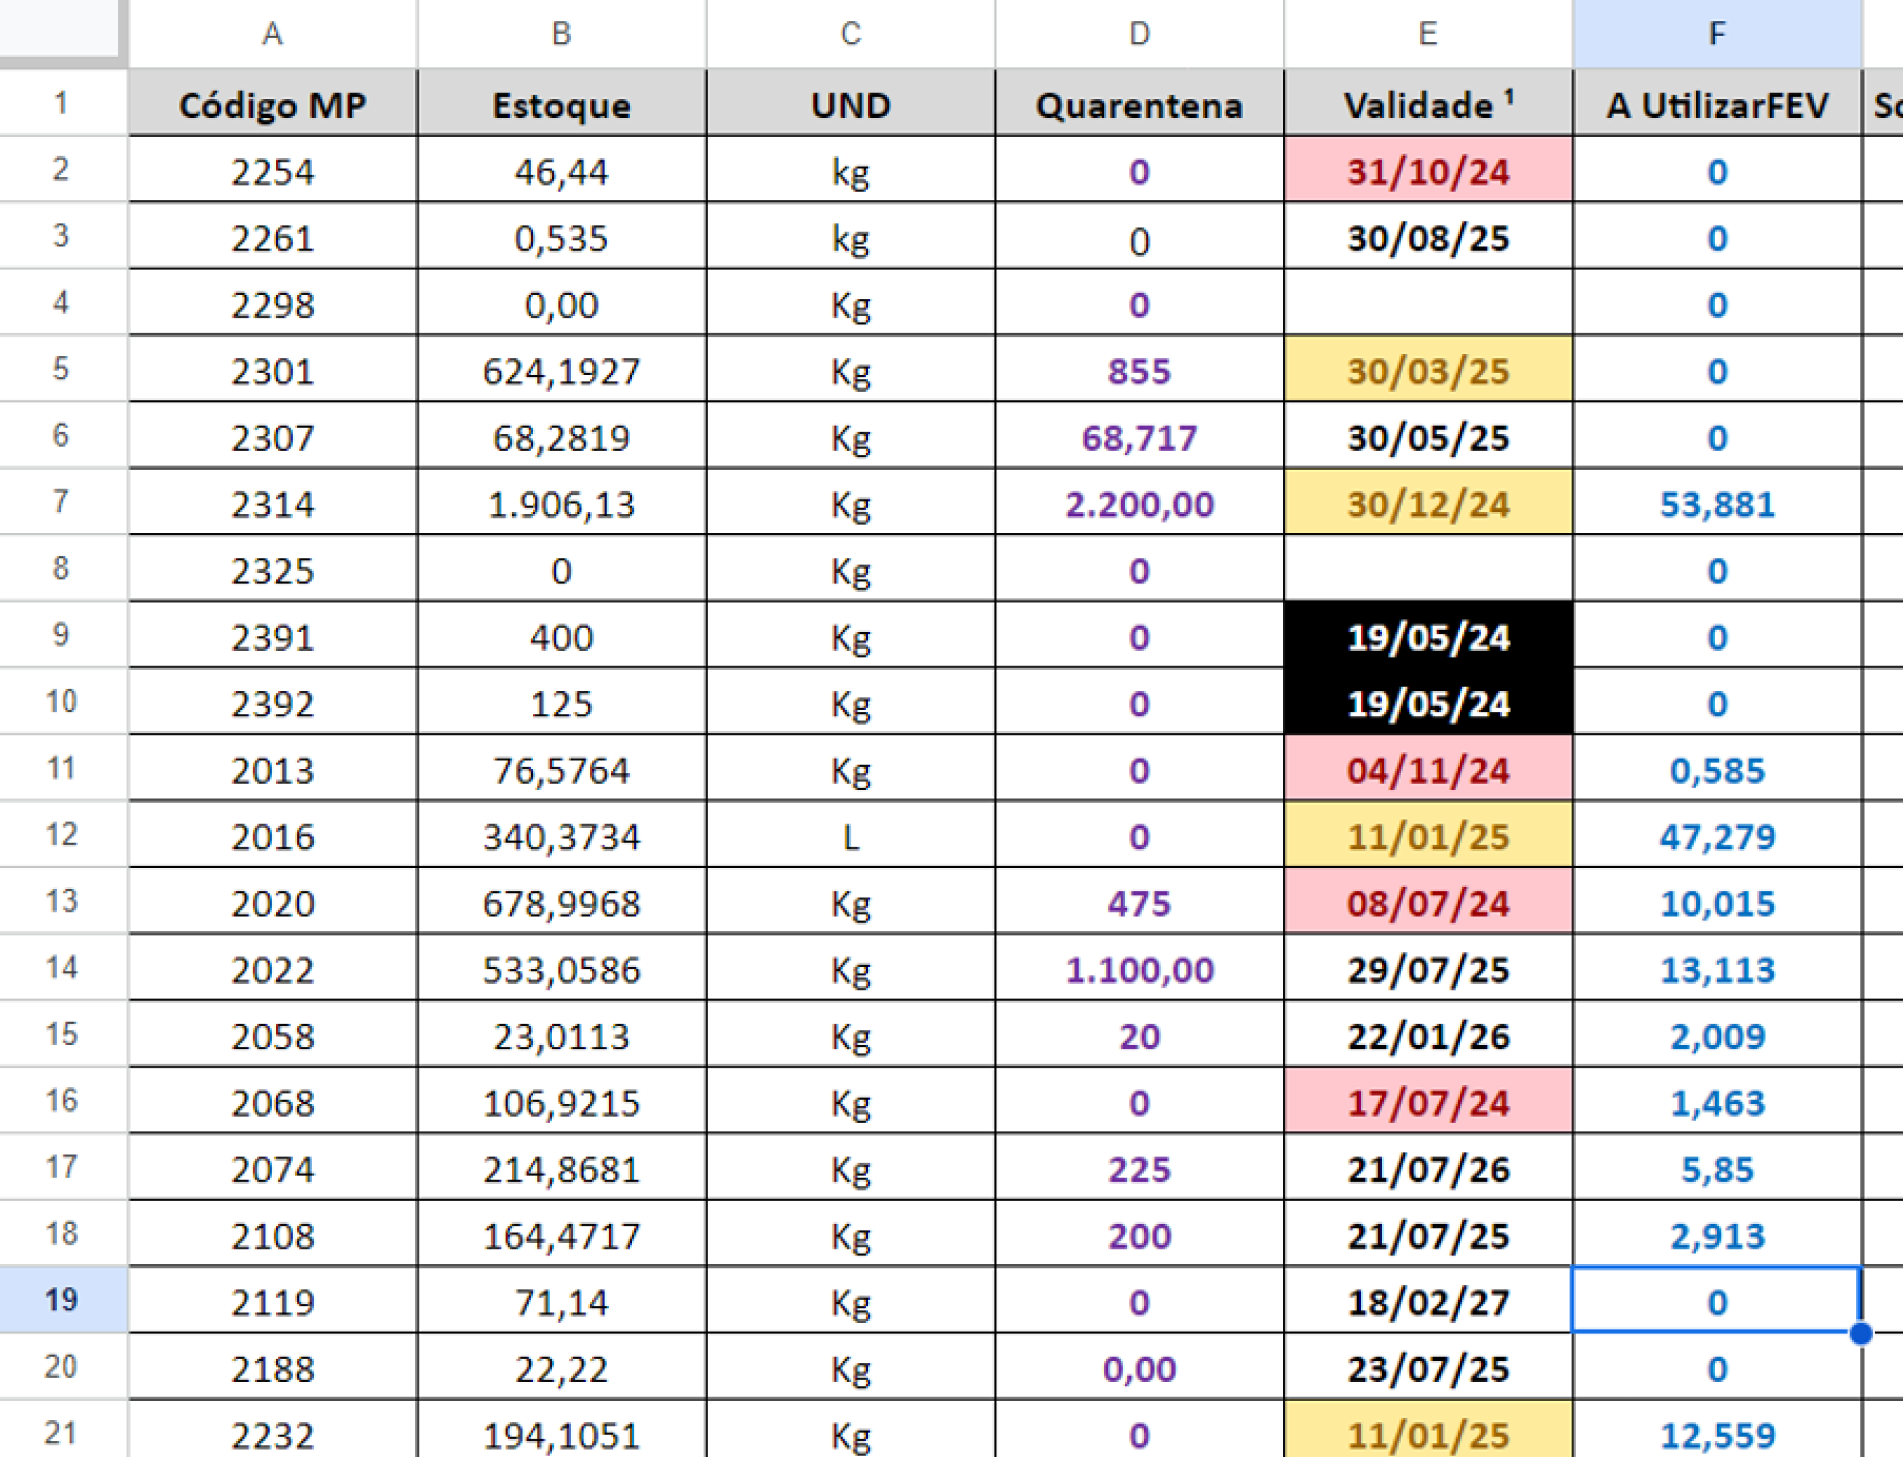 A B C D E F
1 Código MP Estoque UND Quarentena Validade ¹ A UtilizarFEV
2 2254 46,44 kg 0 31/10/24 0
3 2261 0,535 kg 0 30/08/25 0
4 2298 0,00 Kg 0 0
5 2301 624,1927 Kg 855 30/03/25 0
6 2307 68,2819 Kg 68,717 30/05/25 0
7 2314 1.906,13 Kg 2.200,00 30/12/24 53,881
8 2325 0 Kg 0 0
9 2391 400 Kg 0 19/05/24 0
10 2392 125 Kg 0 19/05/24 0
11 2013 76,5764 Kg 0 04/11/24 0,585
12 2016 340,3734 L 0 11/01/25 47,279
13 2020 678,9968 Kg 475 08/07/24 10,015
14 2022 533,0586 Kg 1.100,00 29/07/25 13,113
15 2058 23,0113 Kg 20 22/01/26 2,009
16 2068 106,9215 Kg 0 17/07/24 1,463
17 2074 214,8681 Kg 225 21/07/26 5,85
18 2108 164,4717 Kg 200 21/07/25 2,913
19 2119 71,14 Kg 0 18/02/27 0
20 2188 22,22 Kg 0,00 23/07/25 0
21 2232 194,1051 Kg 0 11/01/25 12,559